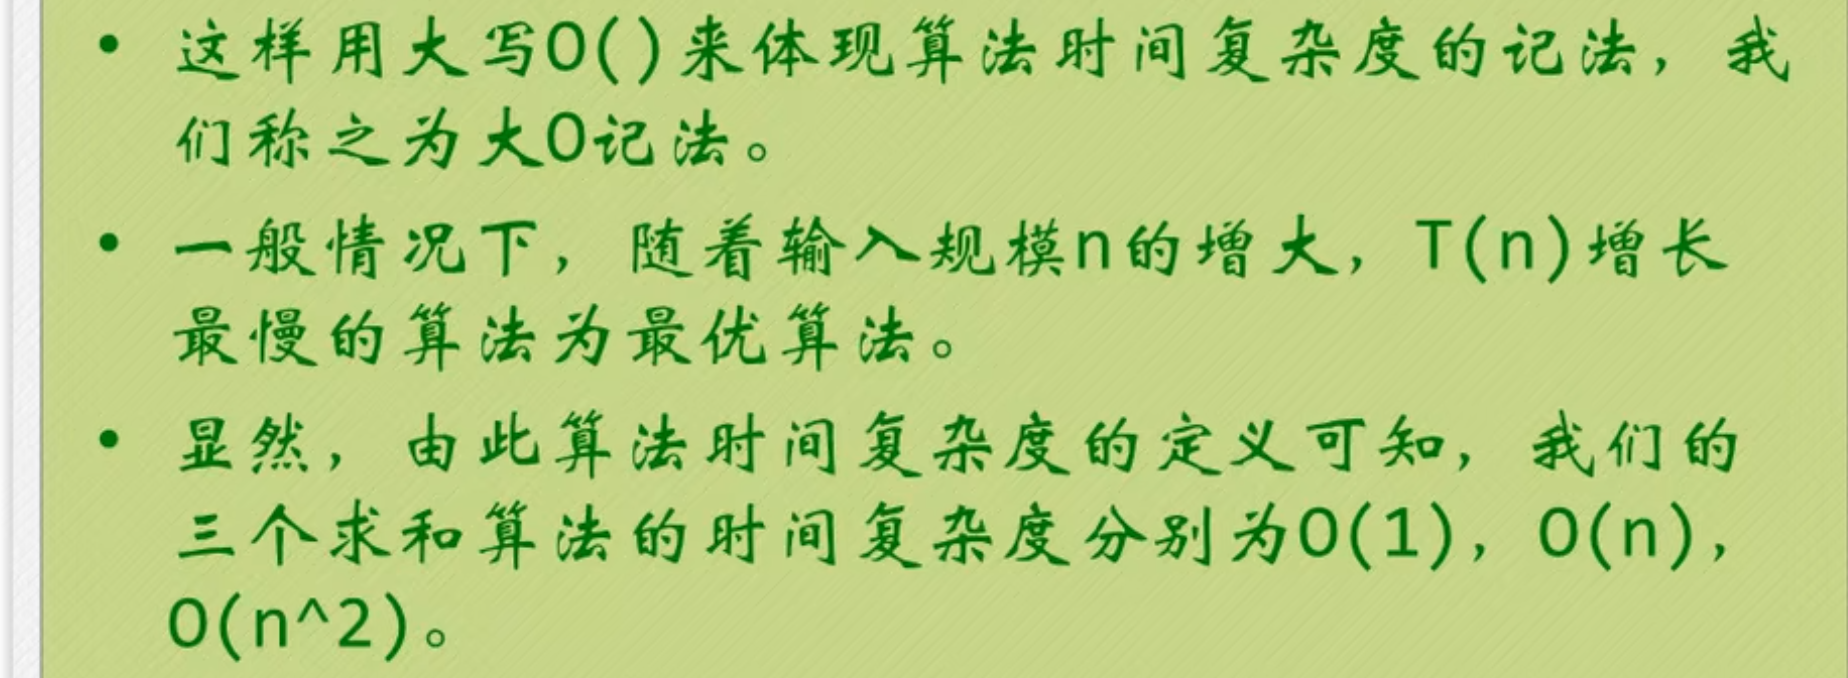 • 这样用大写O()来体现算法时间复杂度的记法，我
们称之为大O记法。
• 一般情况下，随着输入规模n的增大，T(n)增长
最慢的算法为最优算法。
• 显然，由此算法时间复杂度的定义可知，我们的
三个求和算法的时间复杂度分别为O(1)，O(n)，
O(n^2)。